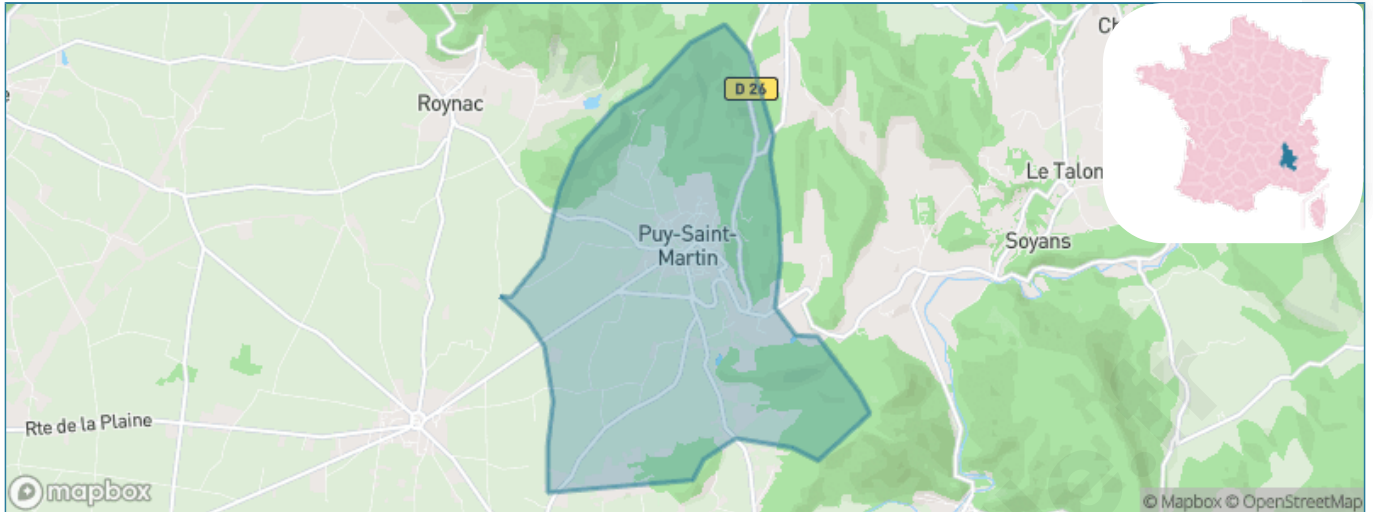 D 26
Roynac
Le Talon
Puy-Saint-
Martin
Soyans
Rte de la Plaine
mapbox
© Mapbox © OpenStreetMap